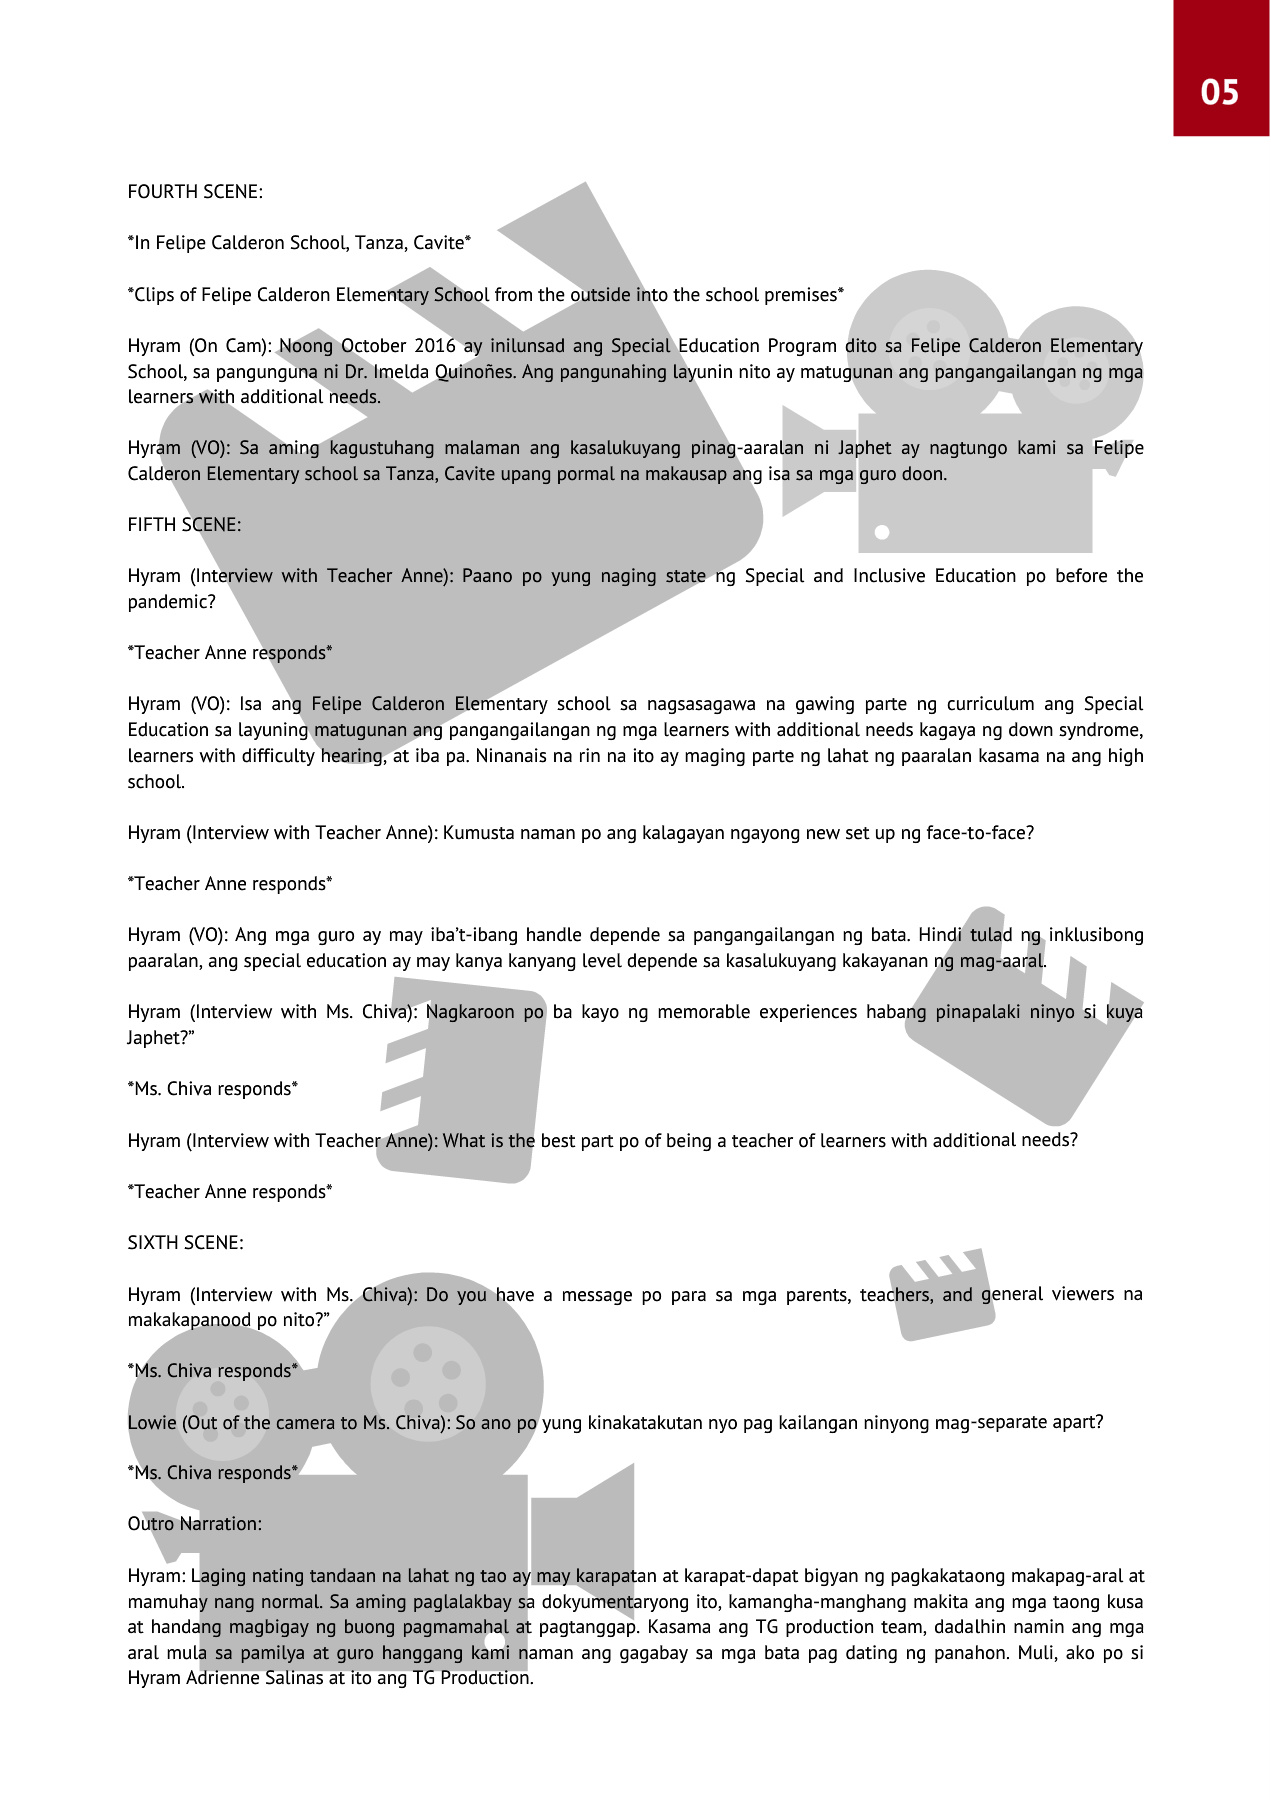 05
FOURTH SCENE:
*In Felipe Calderon School, Tanza, Cavite*
*Clips of Felipe Calderon Elementary School from the outside into the school premises*
Hyram (On Cam): Noong October 2016 ay inilunsad ang Special Education Program dito sa Felipe Calderon Elementary
School, sa pangunguna ni Dr. Imelda Quinoñes. Ang pangunahing layunin nito ay matugunan ang pangangailangan ng mga
learners with additional needs.
Hyram (VO): Sa aming kagustuhang malaman ang kasalukuyang pinag-aaralan ni Japhet ay nagtungo kami sa Felipe
Calderon Elementary school sa Tanza, Cavite upang pormal na makausap ang isa sa mga guro doon.
FIFTH SCENE:
Hyram (Interview with Teacher Anne): Paano po yung naging state ng Special and Inclusive Education po before the
pandemic?
*Teacher Anne responds*
Hyram (VO): Isa ang Felipe Calderon Elementary school sa nagsasagawa na gawing parte ng curriculum ang Special
Education sa layuning matugunan ang pangangailangan ng mga learners with additional needs kagaya ng down syndrome,
learners with difficulty hearing, at iba pa. Ninanais na rin na ito ay maging parte ng lahat ng paaralan kasama na ang high
school.
Hyram (Interview with Teacher Anne): Kumusta naman po ang kalagayan ngayong new set up ng face-to-face?
*Teacher Anne responds*
Hyram (VO): Ang mga guro ay may iba’t-ibang handle depende sa pangangailangan ng bata. Hindi tulad ng inklusibong
paaralan, ang special education ay may kanya kanyang level depende sa kasalukuyang kakayanan ng mag-aaral.
Hyram (Interview with Ms. Chiva): Nagkaroon po ba kayo ng memorable experiences habang pinapalaki ninyo si kuya
Japhet?”
*Ms. Chiva responds*
Hyram (Interview with Teacher Anne): What is the best part po of being a teacher of learners with additional needs?
*Teacher Anne responds*
SIXTH SCENE:
Hyram (Interview with Ms. Chiva): Do you have a message po para sa mga parents, teachers, and general viewers na
makakapanood po nito?”
*Ms. Chiva responds*
Lowie (Out of the camera to Ms. Chiva): So ano po yung kinakatakutan nyo pag kailangan ninyong mag-separate apart?
*Ms. Chiva responds*
Outro Narration:
Hyram: Laging nating tandaan na lahat ng tao ay may karapatan at karapat-dapat bigyan ng pagkakataong makapag-aral at
mamuhay nang normal. Sa aming paglalakbay sa dokyumentaryong ito, kamangha-manghang makita ang mga taong kusa
at handang magbigay ng buong pagmamahal at pagtanggap. Kasama ang TG production team, dadalhin namin ang mga
aral mula sa pamilya at guro hanggang kami naman ang gagabay sa mga bata pag dating ng panahon. Muli, ako po si
Hyram Adrienne Salinas at ito ang TG Production.